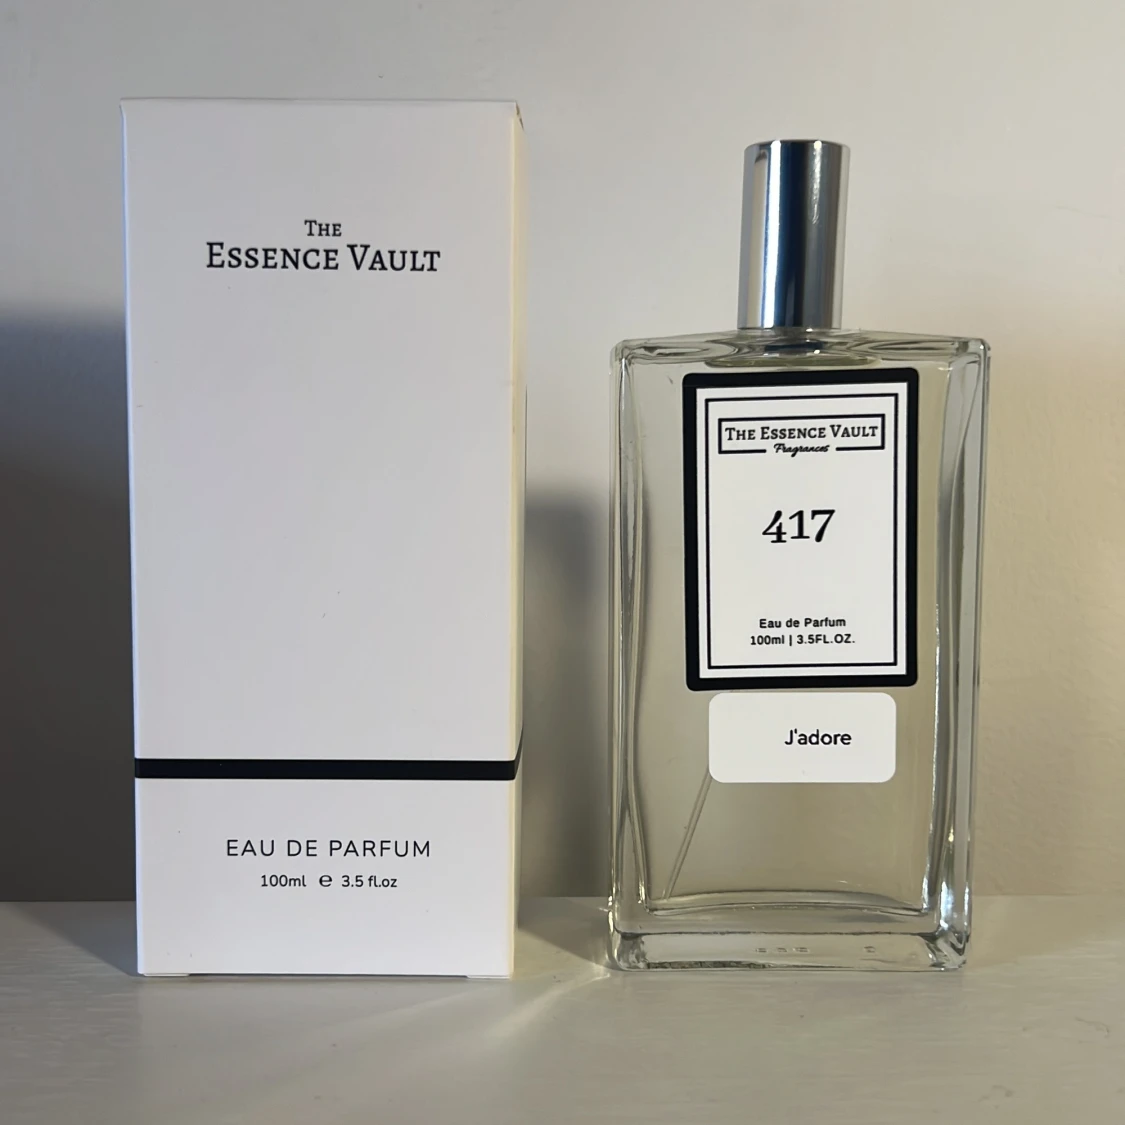 THE
ESSENCE VAULT
EAU DE PARFUM
100ml ℮ 3.5 fl.oz
THE ESSENCE VAULT
Fragrances
417
Eau de Parfum
100ml | 3.5FL.OZ.
J'adore